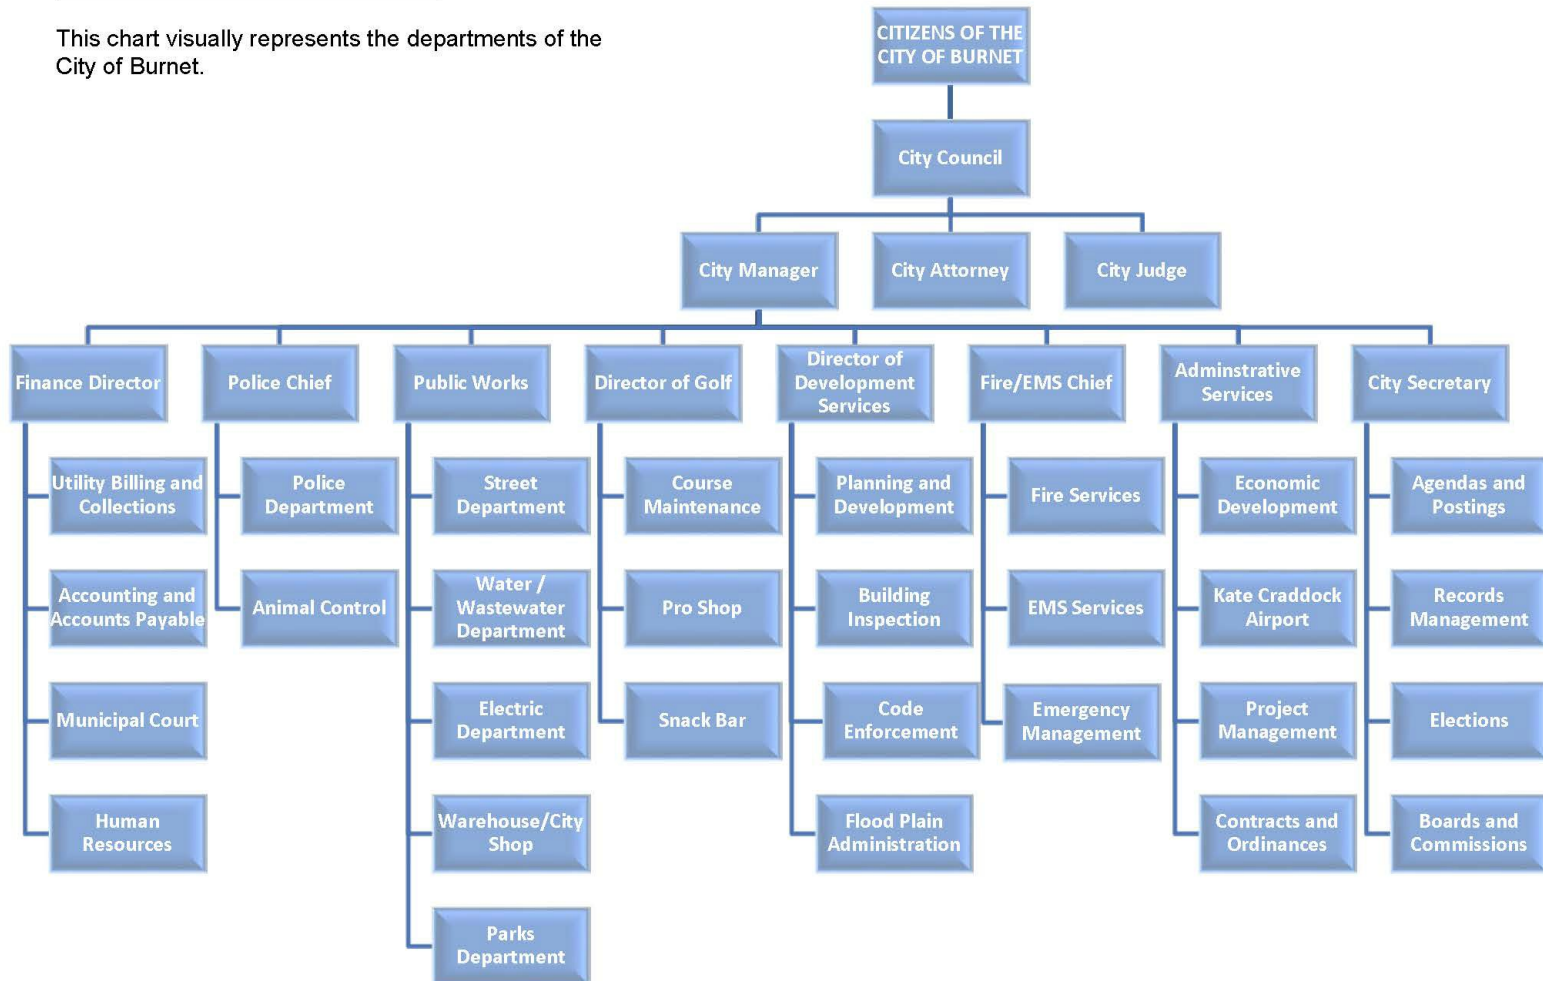 This chart visually represents the departments of the
City of Burnet.
CITIZENS OF THE
CITY OF BURNET
City Council
City Manager
City Attorney
City Judge
Finance Director
Police Chief
Public Works
Director of Golf
Director of
Development
Services
Fire/EMS Chief
Adminstrative
Services
City Secretary
Utility Billing and
Collections
Police
Department
Street
Department
Course
Maintenance
Planning and
Development
Fire Services
Economic
Development
Agendas and
Postings
Accounting and
Accounts Payable
Animal Control
Water /
Wastewater
Department
Pro Shop
Building
Inspection
EMS Services
Kate Craddock
Airport
Records
Management
Municipal Court
Electric
Department
Snack Bar
Code
Enforcement
Emergency
Management
Project
Management
Elections
Human
Resources
Warehouse/City
Shop
Flood Plain
Administration
Contracts and
Ordinances
Boards and
Commissions
Parks
Department